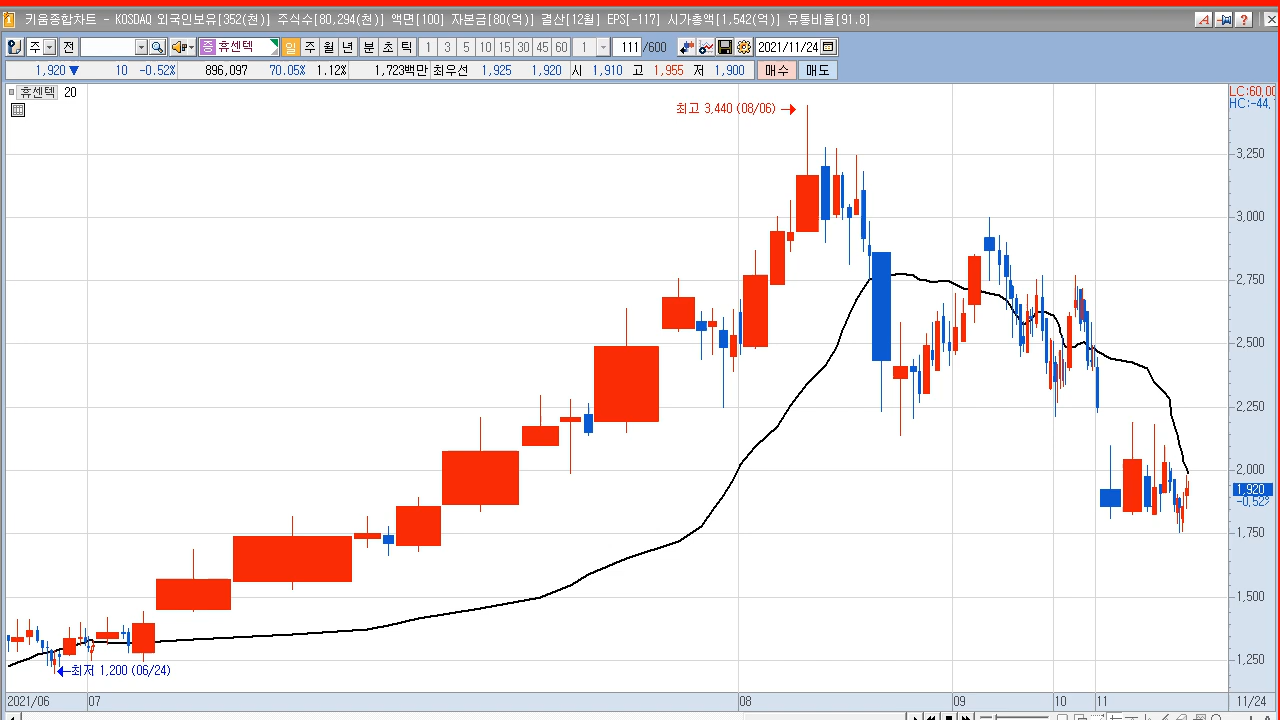 키움종합차트 - KOSDAQ 외국인보유[352(천)] 주식수[80,294(천)] 액면[100] 자본금[80(억)] 결산[12월] EPS[-117] 시가총액[1,542(억)] 유통비율[91.8]
주 전 증 휴센텍 일 주 월 년 분 초 틱 1 3 5 10 15 30 45 60 1 111 /600 2021/11/24
1,920 ▼ 10 -0.52% 896,097 70.05% 1.12% 1,723백만 최우선 1,925 1,920 시 1,910 고 1,955 저 1,900 매수 매도
휴센텍 20
LC:60,00
HC:-44,
최고 3,440 (08/06)
3,250
3,000
2,750
2,500
2,250
2,000
1,920
-0.52%
1,750
1,500
1,250
최저 1,200 (06/24)
2021/06 07 08 09 10 11 11/24